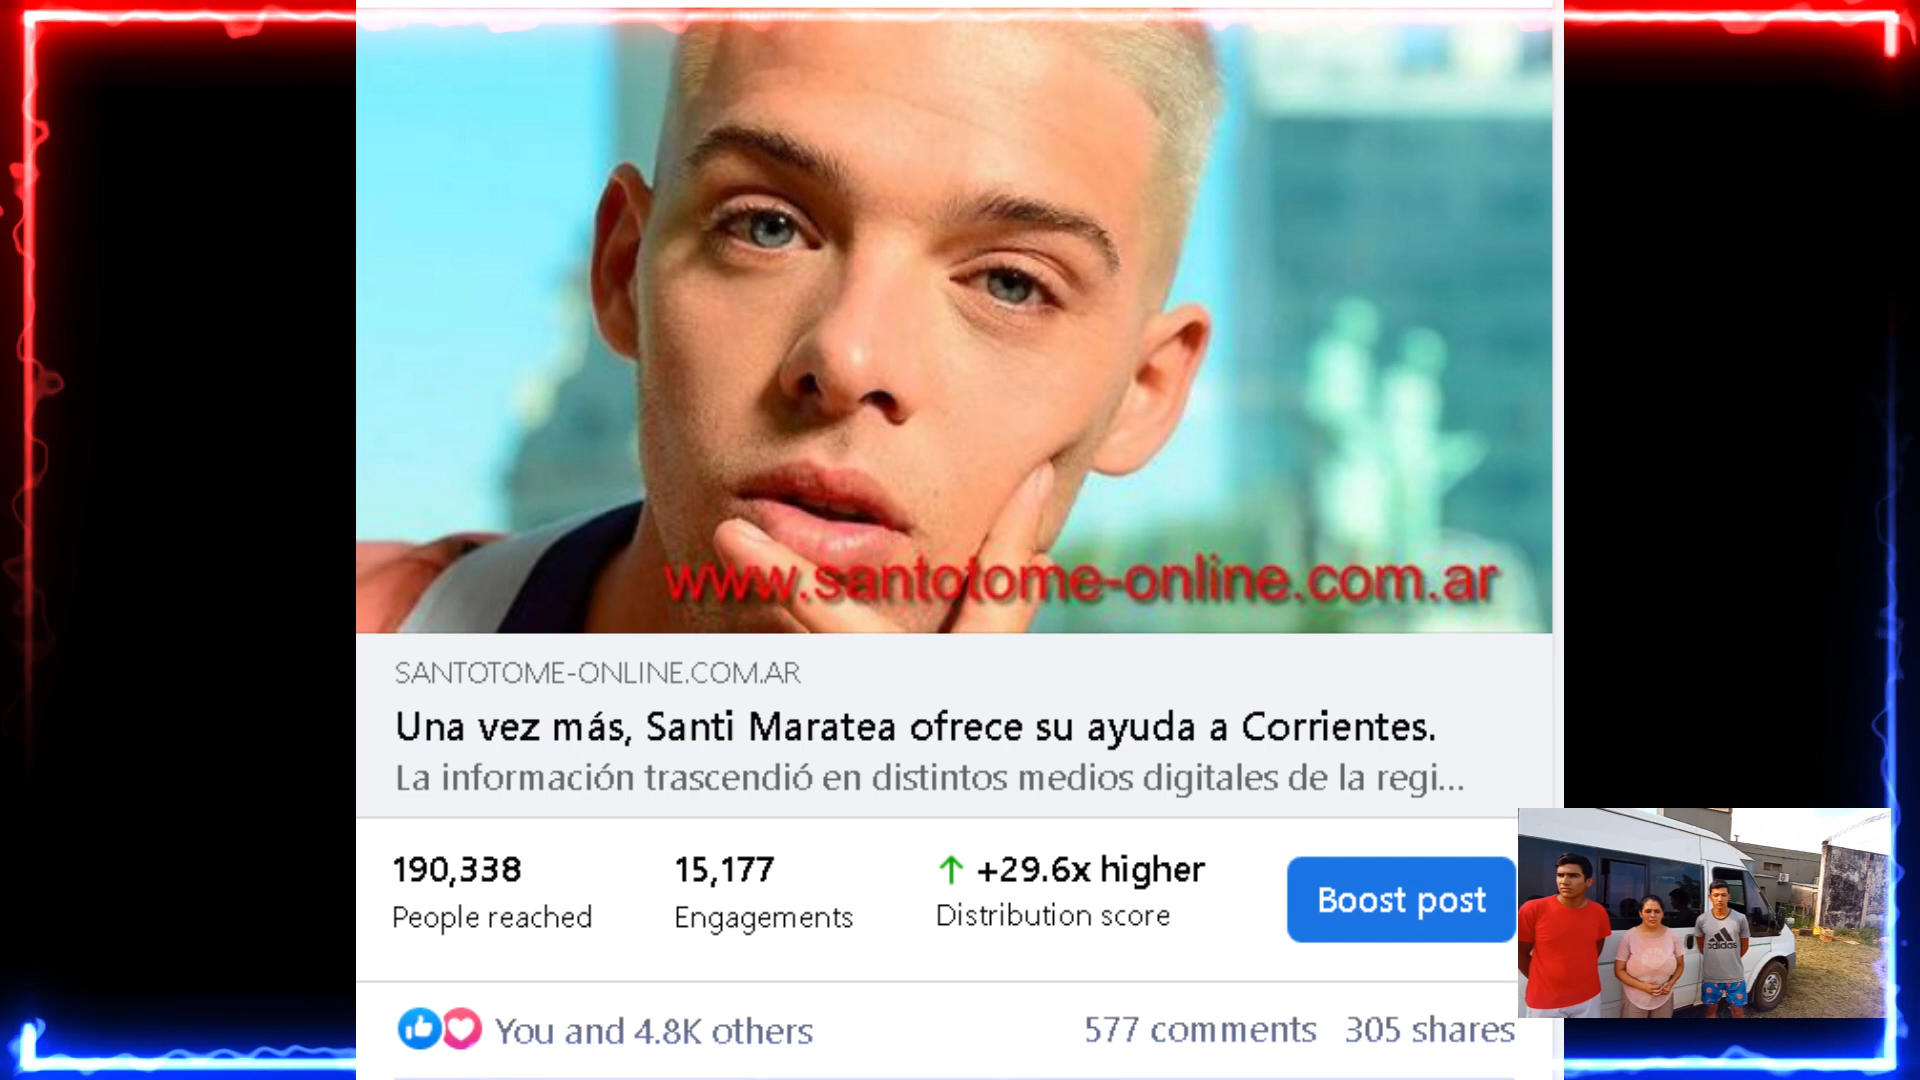 www.santotome-online.com.ar
SANTOTOME-ONLINE.COM.AR
Una vez más, Santi Maratea ofrece su ayuda a Corrientes.
La información trascendió en distintos medios digitales de la regi...
190,338
People reached
15,177
Engagements
+29.6x higher
Distribution score
Boost post
You and 4.8K others
577 comments 305 shares
adidas